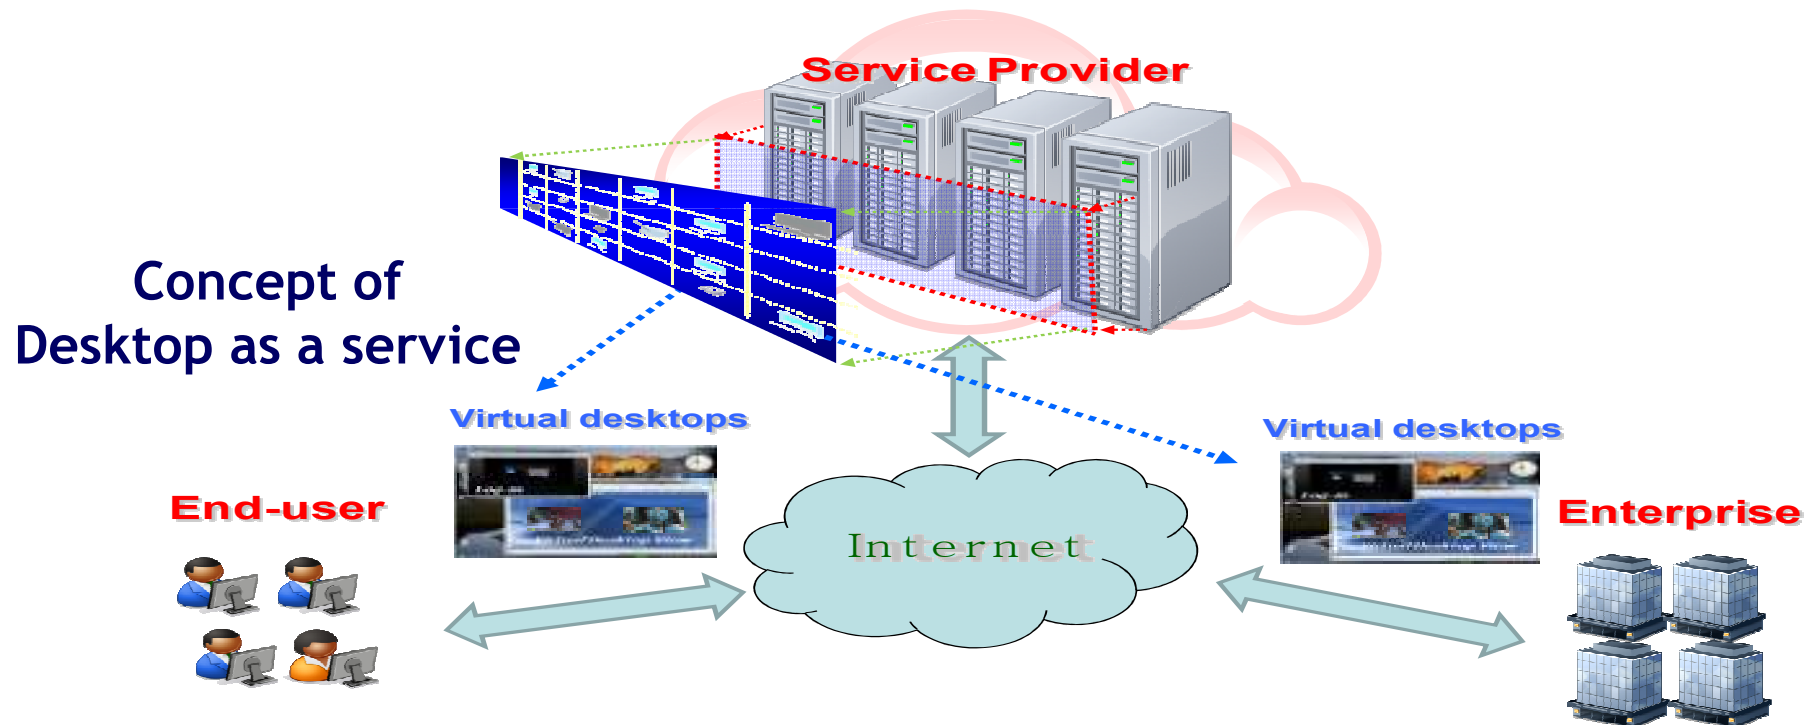 Service Provider
Concept of
Desktop as a service
Virtual desktops
Virtual desktops
End-user
Enterprise
Internet